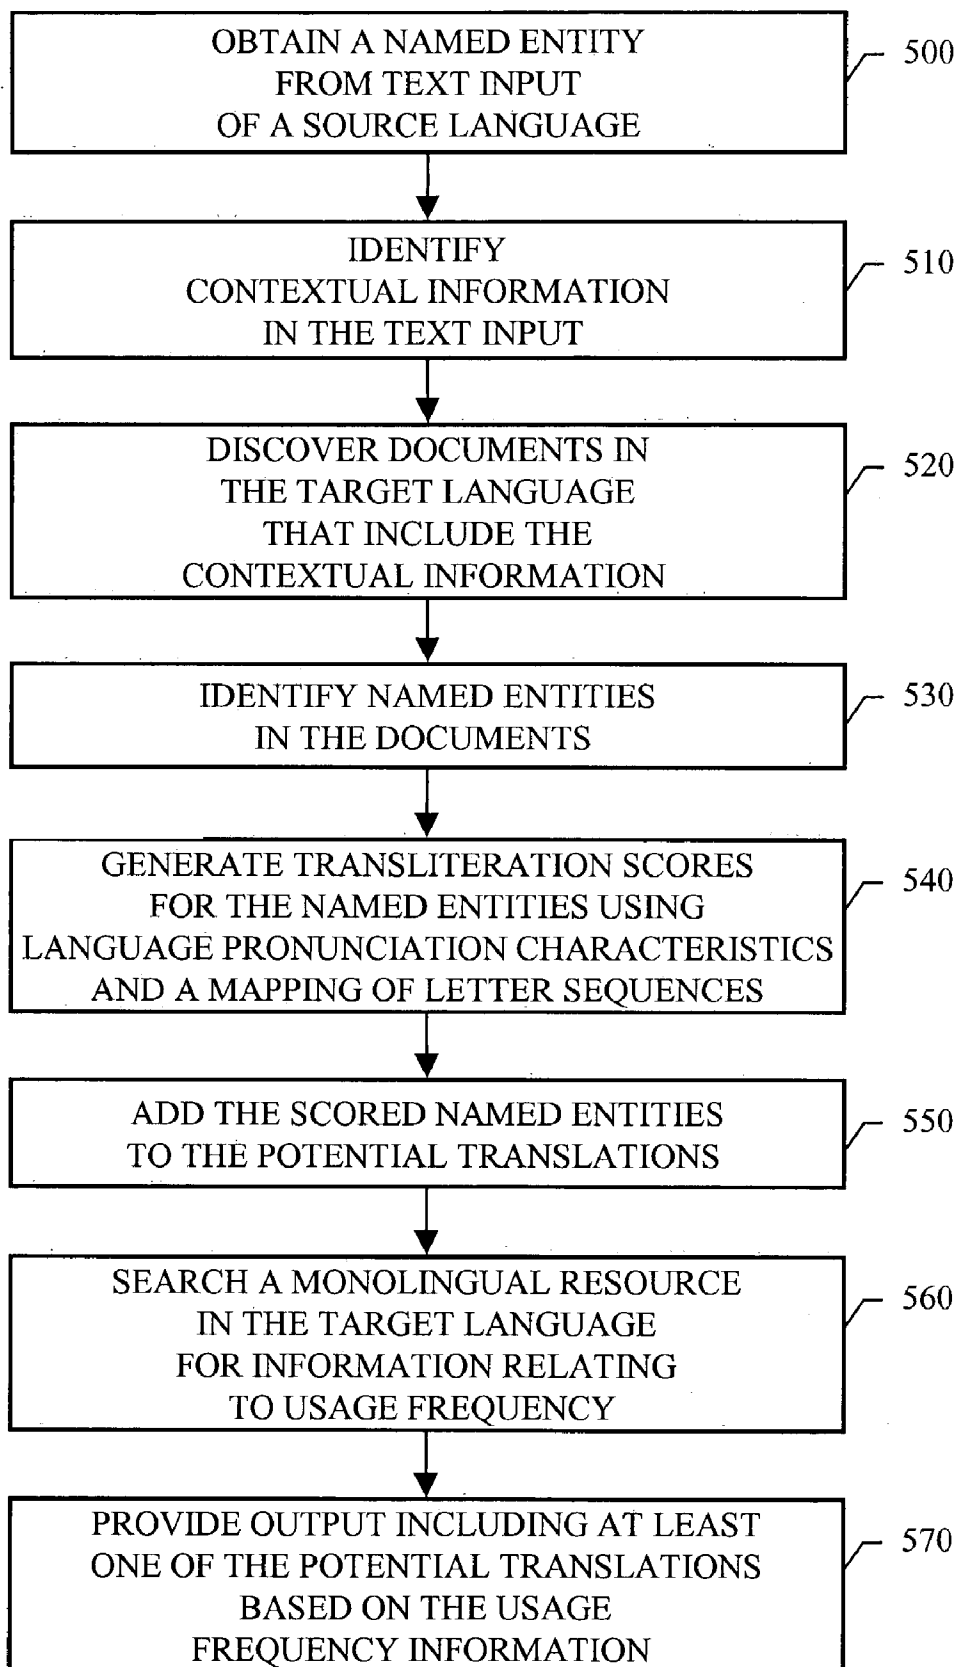 OBTAIN A NAMED ENTITY
FROM TEXT INPUT
OF A SOURCE LANGUAGE
500
IDENTIFY
CONTEXTUAL INFORMATION
IN THE TEXT INPUT
510
DISCOVER DOCUMENTS IN
THE TARGET LANGUAGE
THAT INCLUDE THE
CONTEXTUAL INFORMATION
520
IDENTIFY NAMED ENTITIES
IN THE DOCUMENTS
530
GENERATE TRANSLITERATION SCORES
FOR THE NAMED ENTITIES USING
LANGUAGE PRONUNCIATION CHARACTERISTICS
AND A MAPPING OF LETTER SEQUENCES
540
ADD THE SCORED NAMED ENTITIES
TO THE POTENTIAL TRANSLATIONS
550
SEARCH A MONOLINGUAL RESOURCE
IN THE TARGET LANGUAGE
FOR INFORMATION RELATING
TO USAGE FREQUENCY
560
PROVIDE OUTPUT INCLUDING AT LEAST
ONE OF THE POTENTIAL TRANSLATIONS
BASED ON THE USAGE
FREQUENCY INFORMATION
570